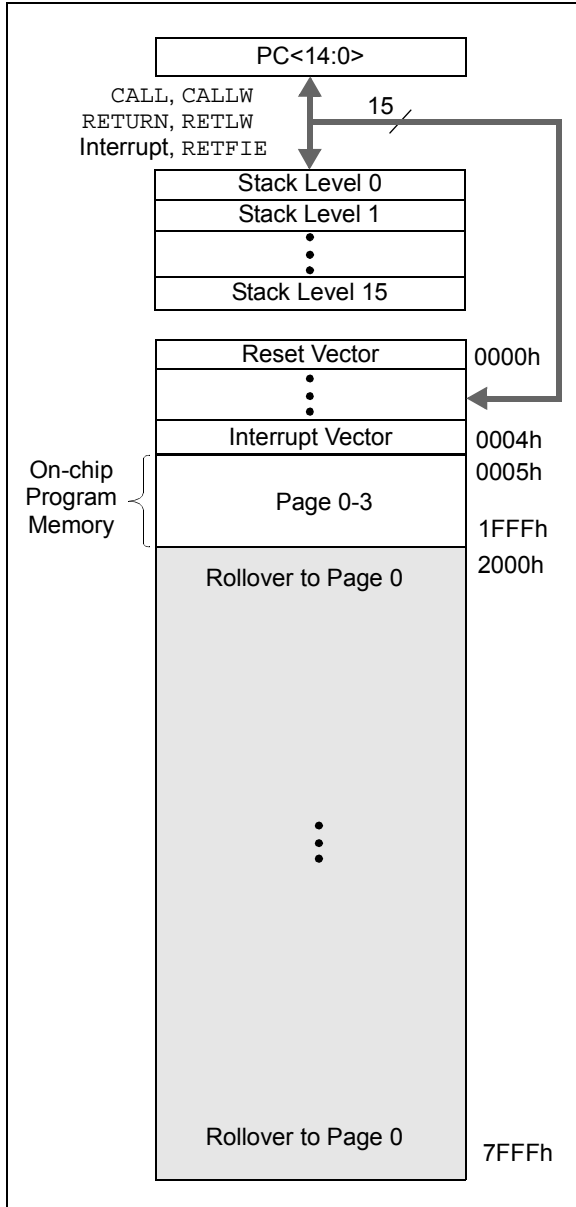 PC<14:0>
CALL, CALLW
RETURN, RETLW
Interrupt, RETFIE
15
Stack Level 0
Stack Level 1
Stack Level 15
Reset Vector
0000h
Interrupt Vector
0004h
On-chip
Program
Memory
0005h
Page 0-3
1FFFh
2000h
Rollover to Page 0
Rollover to Page 0
7FFFh